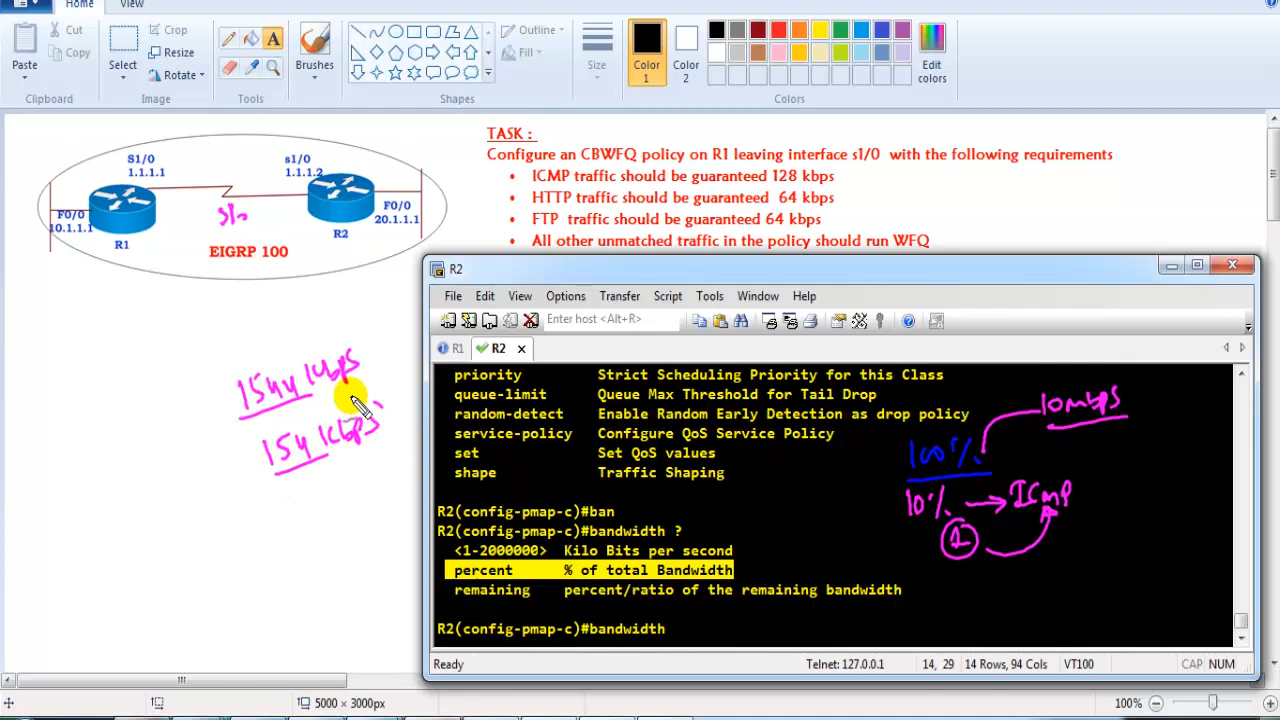 Home
View
Paste
Cut
Copy
Clipboard
Select
Crop
Resize
Rotate
Image
A
Tools
Brushes
Outline
Fill
Shapes
Size
Color 1
Color 2
Edit colors
Colors
TASK :
Configure an CBWFQ policy on R1 leaving interface s1/0 with the following requirements
• ICMP traffic should be guaranteed 128 kbps
• HTTP traffic should be guaranteed 64 kbps
• FTP traffic should be guaranteed 64 kbps
• All other unmatched traffic in the policy should run WFQ
S1/0
1.1.1.1
s1/0
1.1.1.2
F0/0
10.1.1.1
R1
S1/0
R2
F0/0
20.1.1.1
EIGRP 100
1544 kbps
154 kbps
R2
File Edit View Options Transfer Script Tools Window Help
Enter host <Alt+R>
R1
R2
priority Strict Scheduling Priority for this Class
queue-limit Queue Max Threshold for Tail Drop
random-detect Enable Random Early Detection as drop policy
service-policy Configure QoS Service Policy
set Set QoS values
shape Traffic Shaping
R2(config-pmap-c)#ban
R2(config-pmap-c)#bandwidth ?
<1-2000000> Kilo Bits per second
percent % of total Bandwidth
remaining percent/ratio of the remaining bandwidth
R2(config-pmap-c)#bandwidth
10mbps
100%
10% → ICMP
1
Ready
Telnet: 127.0.0.1
14, 29
14 Rows, 94 Cols
VT100
CAP NUM
5000 × 3000px
100%